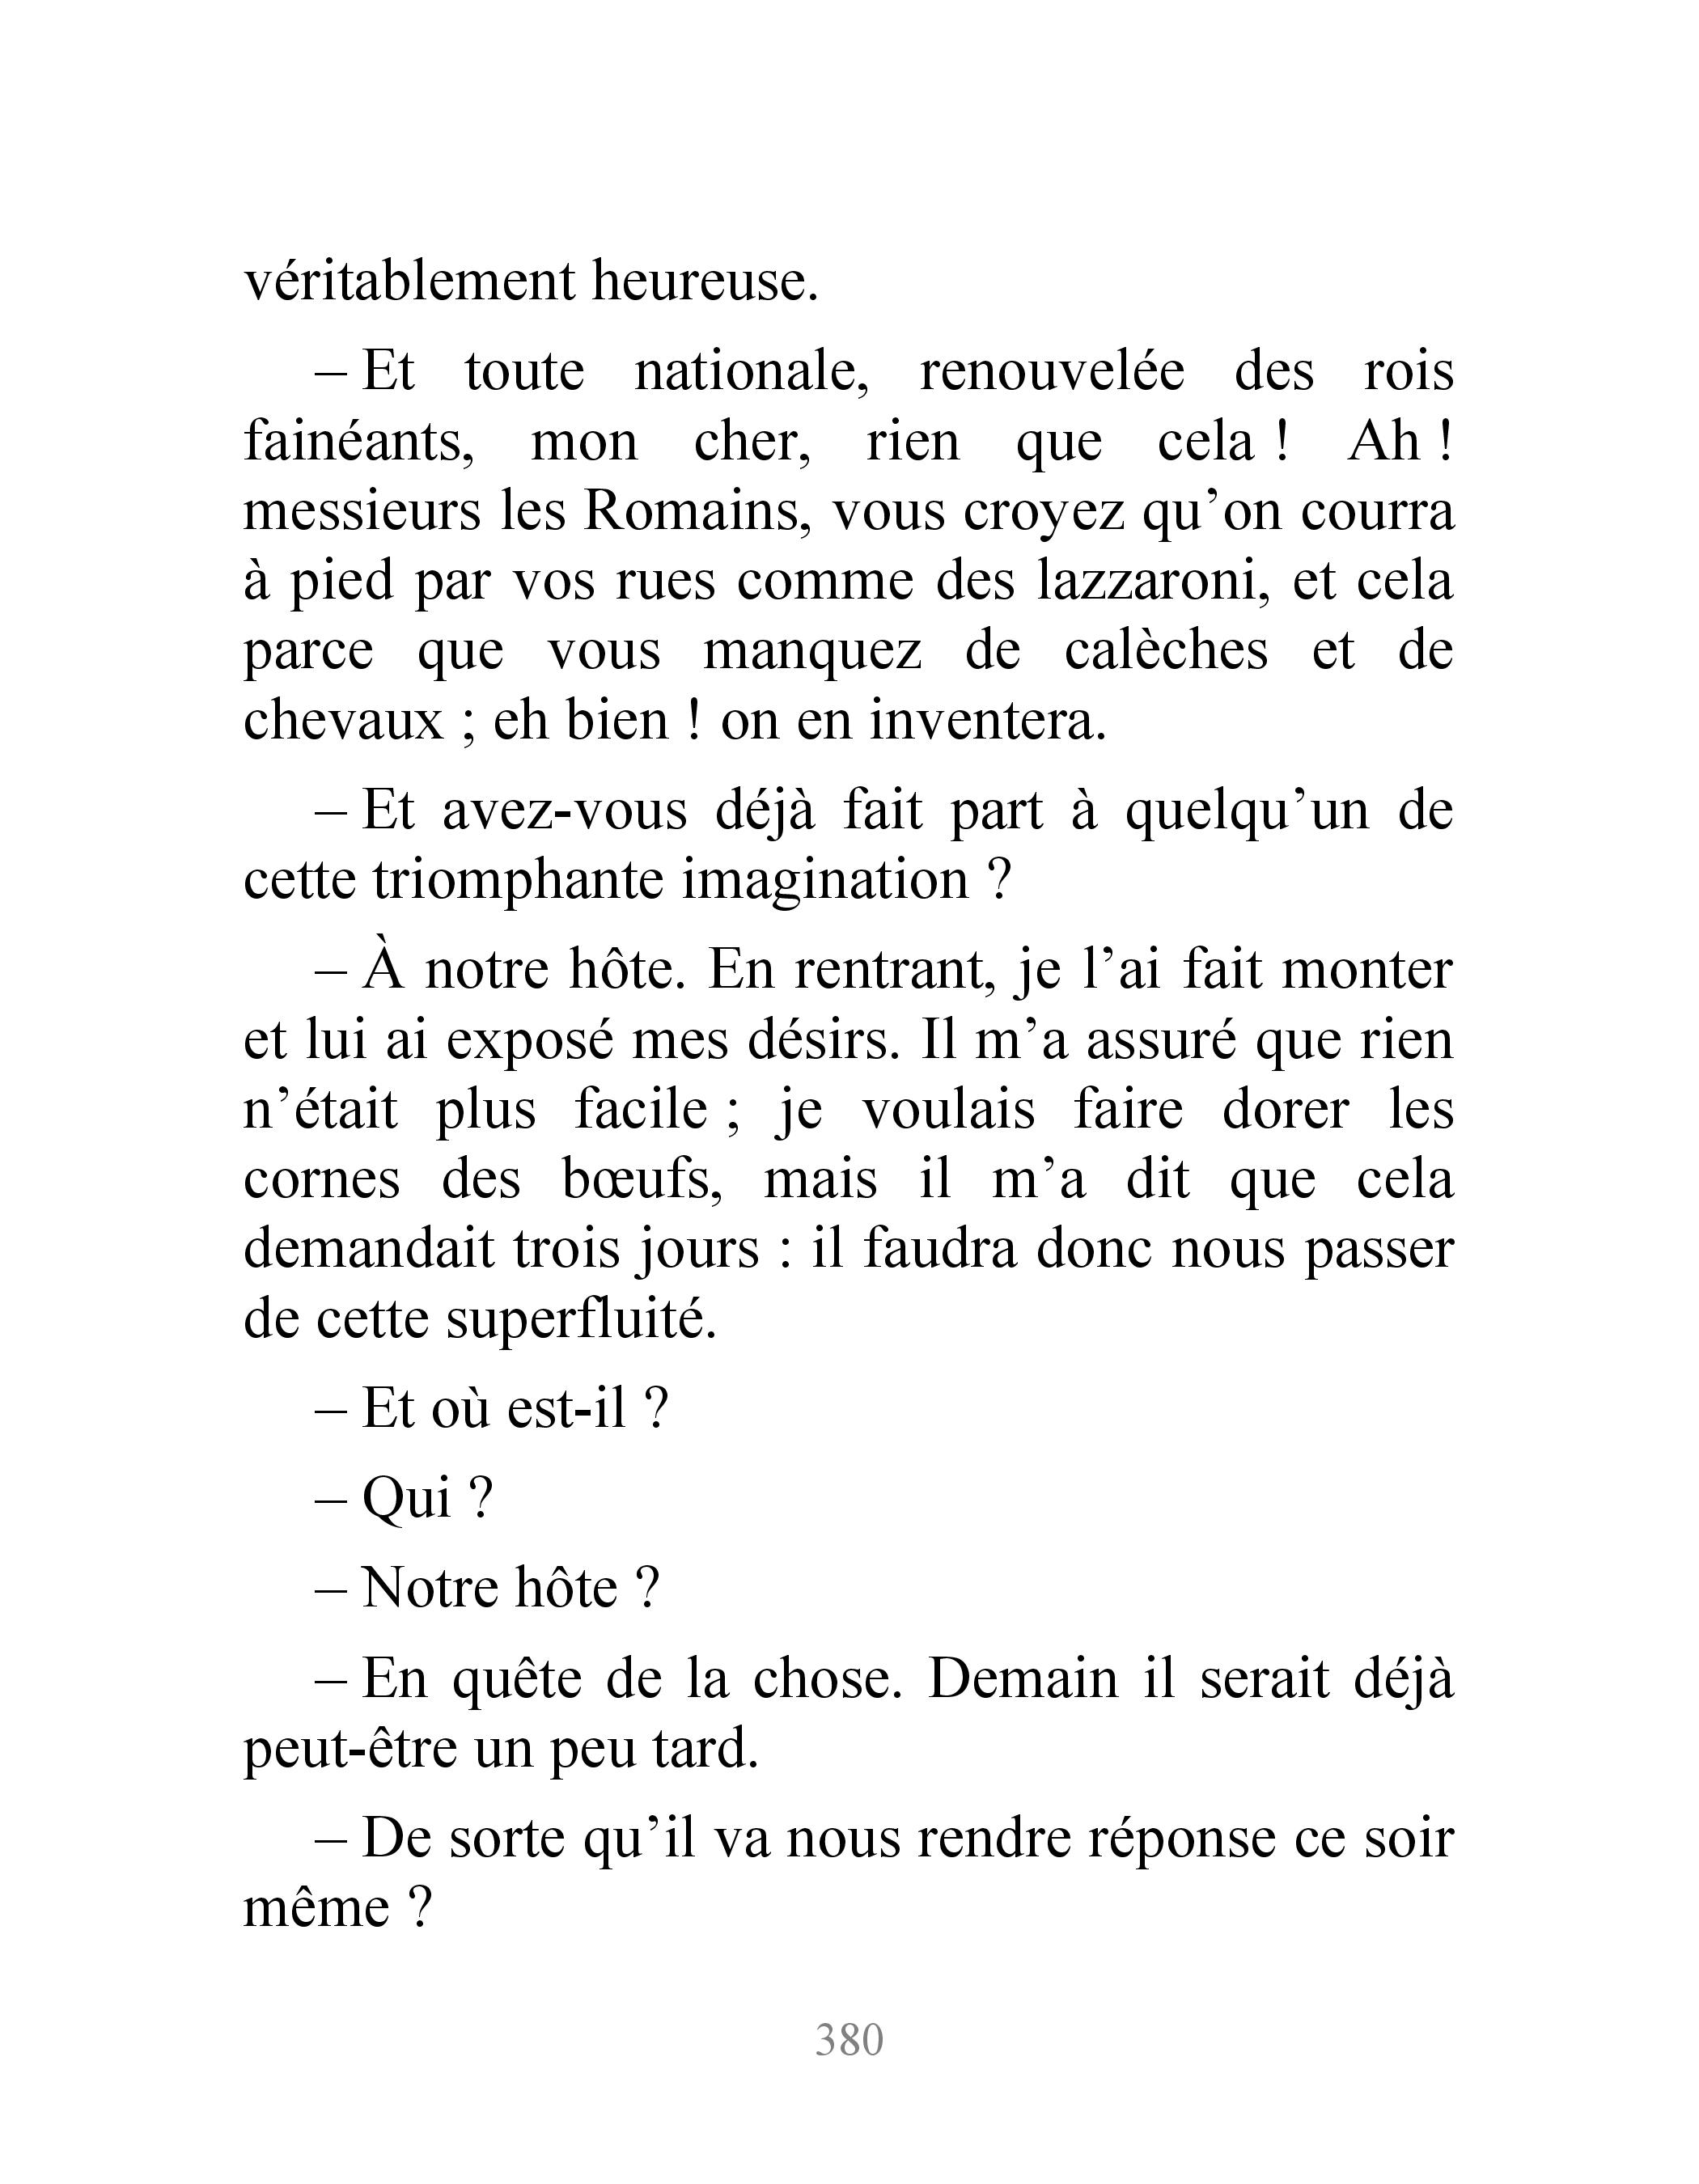 véritablement heureuse.
– Et toute nationale, renouvelée des rois
fainéants, mon cher, rien que cela ! Ah !
messieurs les Romains, vous croyez qu’on courra
à pied par vos rues comme des lazzaroni, et cela
parce que vous manquez de calèches et de
chevaux ; eh bien ! on en inventera.
– Et avez-vous déjà fait part à quelqu’un de
cette triomphante imagination ?
– À notre hôte. En rentrant, je l’ai fait monter
et lui ai exposé mes désirs. Il m’a assuré que rien
n’était plus facile ; je voulais faire dorer les
cornes des bœufs, mais il m’a dit que cela
demandait trois jours : il faudra donc nous passer
de cette superfluité.
– Et où est-il ?
– Qui ?
– Notre hôte ?
– En quête de la chose. Demain il serait déjà
peut-être un peu tard.
– De sorte qu’il va nous rendre réponse ce soir
même ?
380